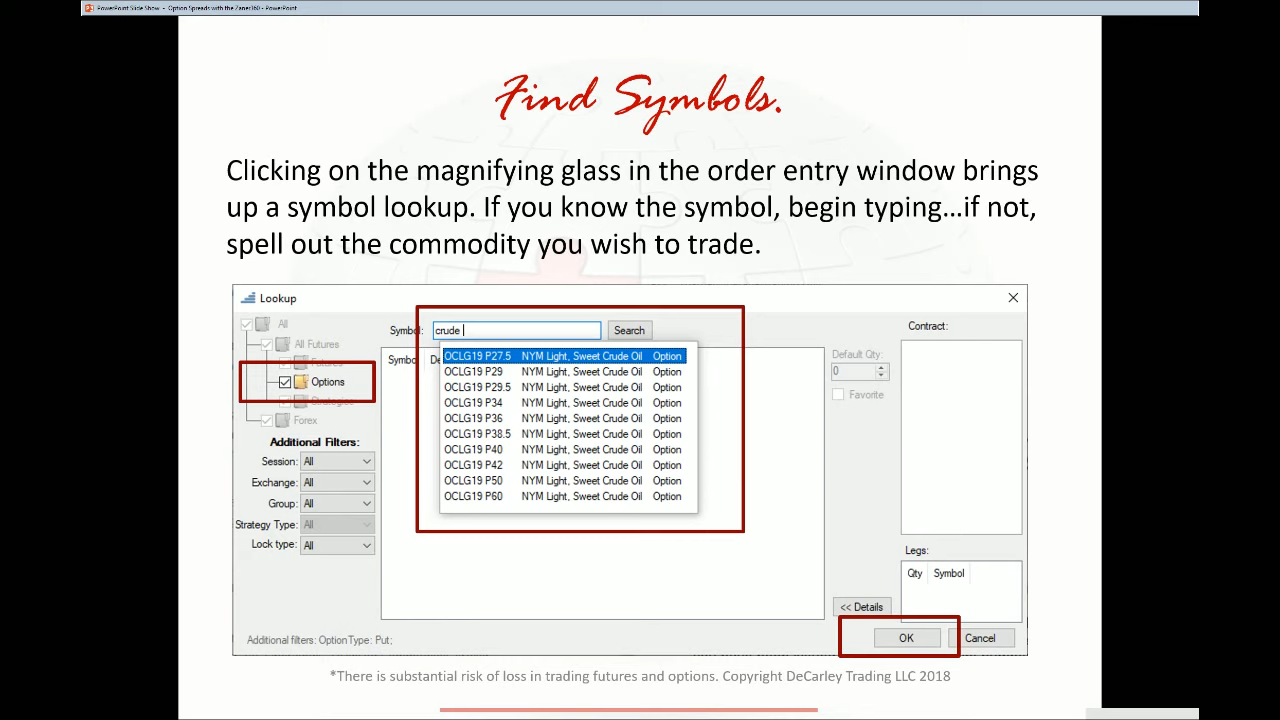 PowerPoint Slide Show - Option Spreads with the Zaner360 - PowerPoint
Find Symbols.
Clicking on the magnifying glass in the order entry window brings
up a symbol lookup. If you know the symbol, begin typing…if not,
spell out the commodity you wish to trade.
Lookup
All
All Futures
Futures
Options
Strategies
Forex
Additional Filters:
Session: All
Exchange: All
Group: All
Strategy Type: All
Lock type: All
Symbol: crude Search
Symbo De
OCLG19 P27.5 NYM Light, Sweet Crude Oil Option
OCLG19 P29 NYM Light, Sweet Crude Oil Option
OCLG19 P29.5 NYM Light, Sweet Crude Oil Option
OCLG19 P34 NYM Light, Sweet Crude Oil Option
OCLG19 P36 NYM Light, Sweet Crude Oil Option
OCLG19 P38.5 NYM Light, Sweet Crude Oil Option
OCLG19 P40 NYM Light, Sweet Crude Oil Option
OCLG19 P42 NYM Light, Sweet Crude Oil Option
OCLG19 P50 NYM Light, Sweet Crude Oil Option
OCLG19 P60 NYM Light, Sweet Crude Oil Option
Default Qty:
0
Favorite
Contract:
Legs:
Qty Symbol
<< Details
OK Cancel
Additional filters: OptionType: Put;
*There is substantial risk of loss in trading futures and options. Copyright DeCarley Trading LLC 2018